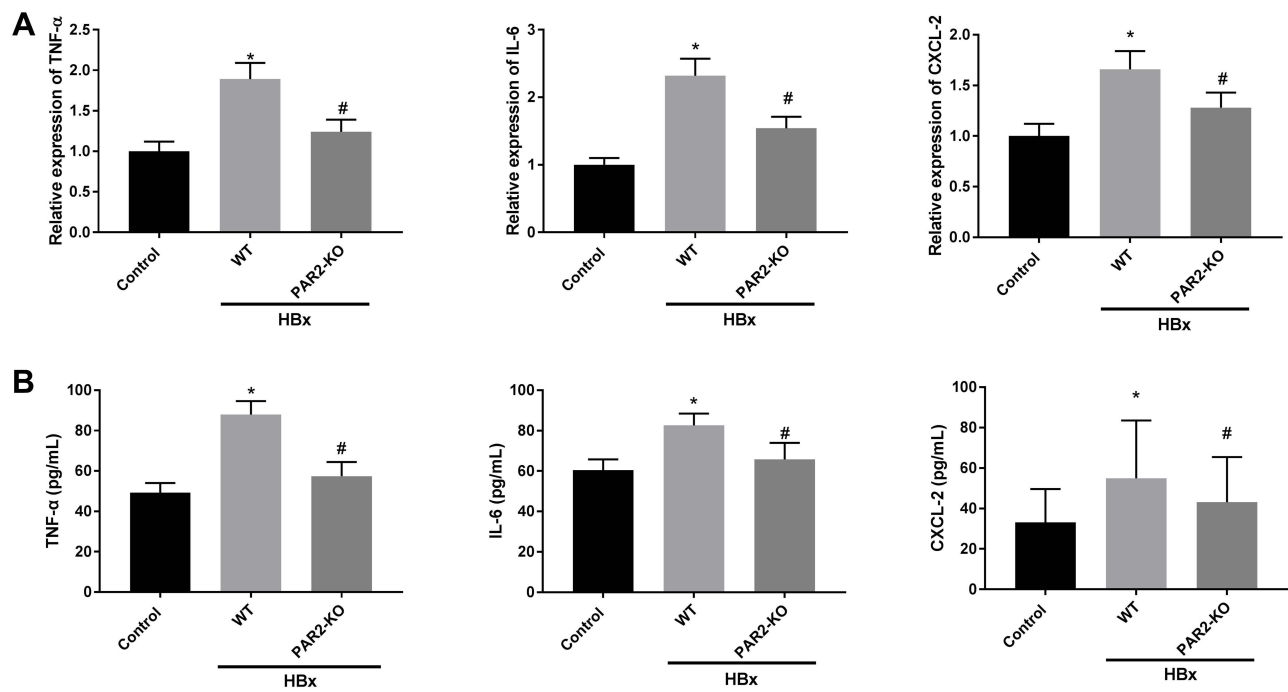 A
Relative expression of TNF-α
2.5
2.0
1.5
1.0
0.5
0.0
*
#
Control
WT
PAR2-KO
HBx
Relative expression of IL-6
3
2
1
0
*
#
Control
WT
PAR2-KO
HBx
Relative expression of CXCL-2
2.0
1.5
1.0
0.5
0.0
*
#
Control
WT
PAR2-KO
HBx
B
TNF-α (pg/mL)
100
80
60
40
20
0
*
#
Control
WT
PAR2-KO
HBx
IL-6 (pg/mL)
100
80
60
40
20
0
*
#
Control
WT
PAR2-KO
HBx
CXCL-2 (pg/mL)
100
80
60
40
20
0
*
#
Control
WT
PAR2-KO
HBx